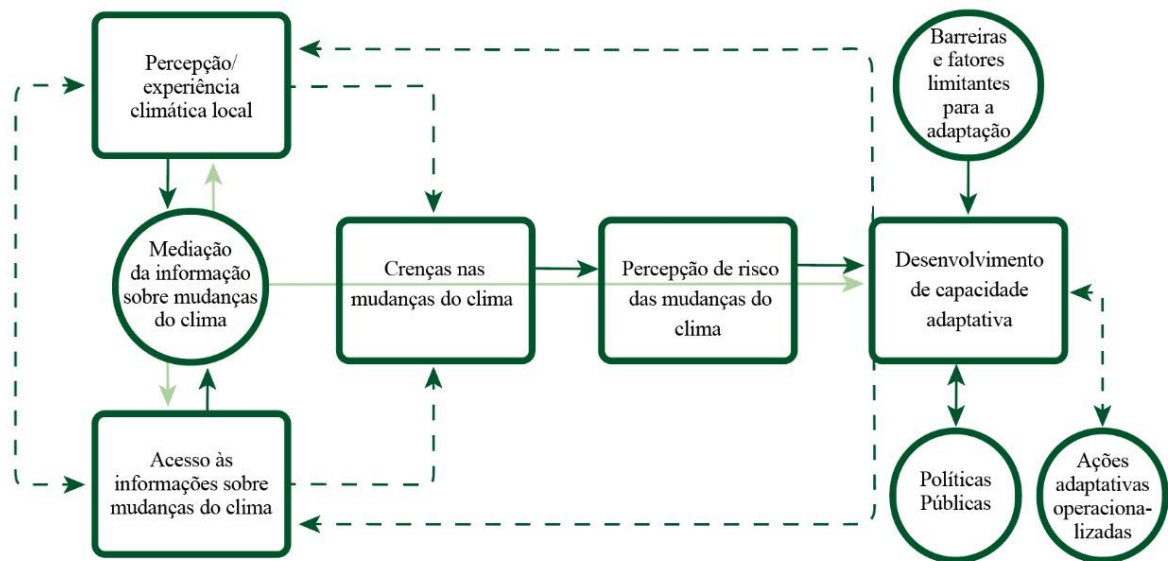 Percepção/
experiência
climática local
Barreiras
e fatores
limitantes
para a
adaptação
Mediação
da informação
sobre mudanças
do clima
Crenças nas
mudanças do clima
Percepção de risco
das mudanças do
clima
Desenvolvimento
de capacidade
adaptativa
Acesso às
informações sobre
mudanças do clima
Políticas
Públicas
Ações
adaptativas
operaciona-
lizadas